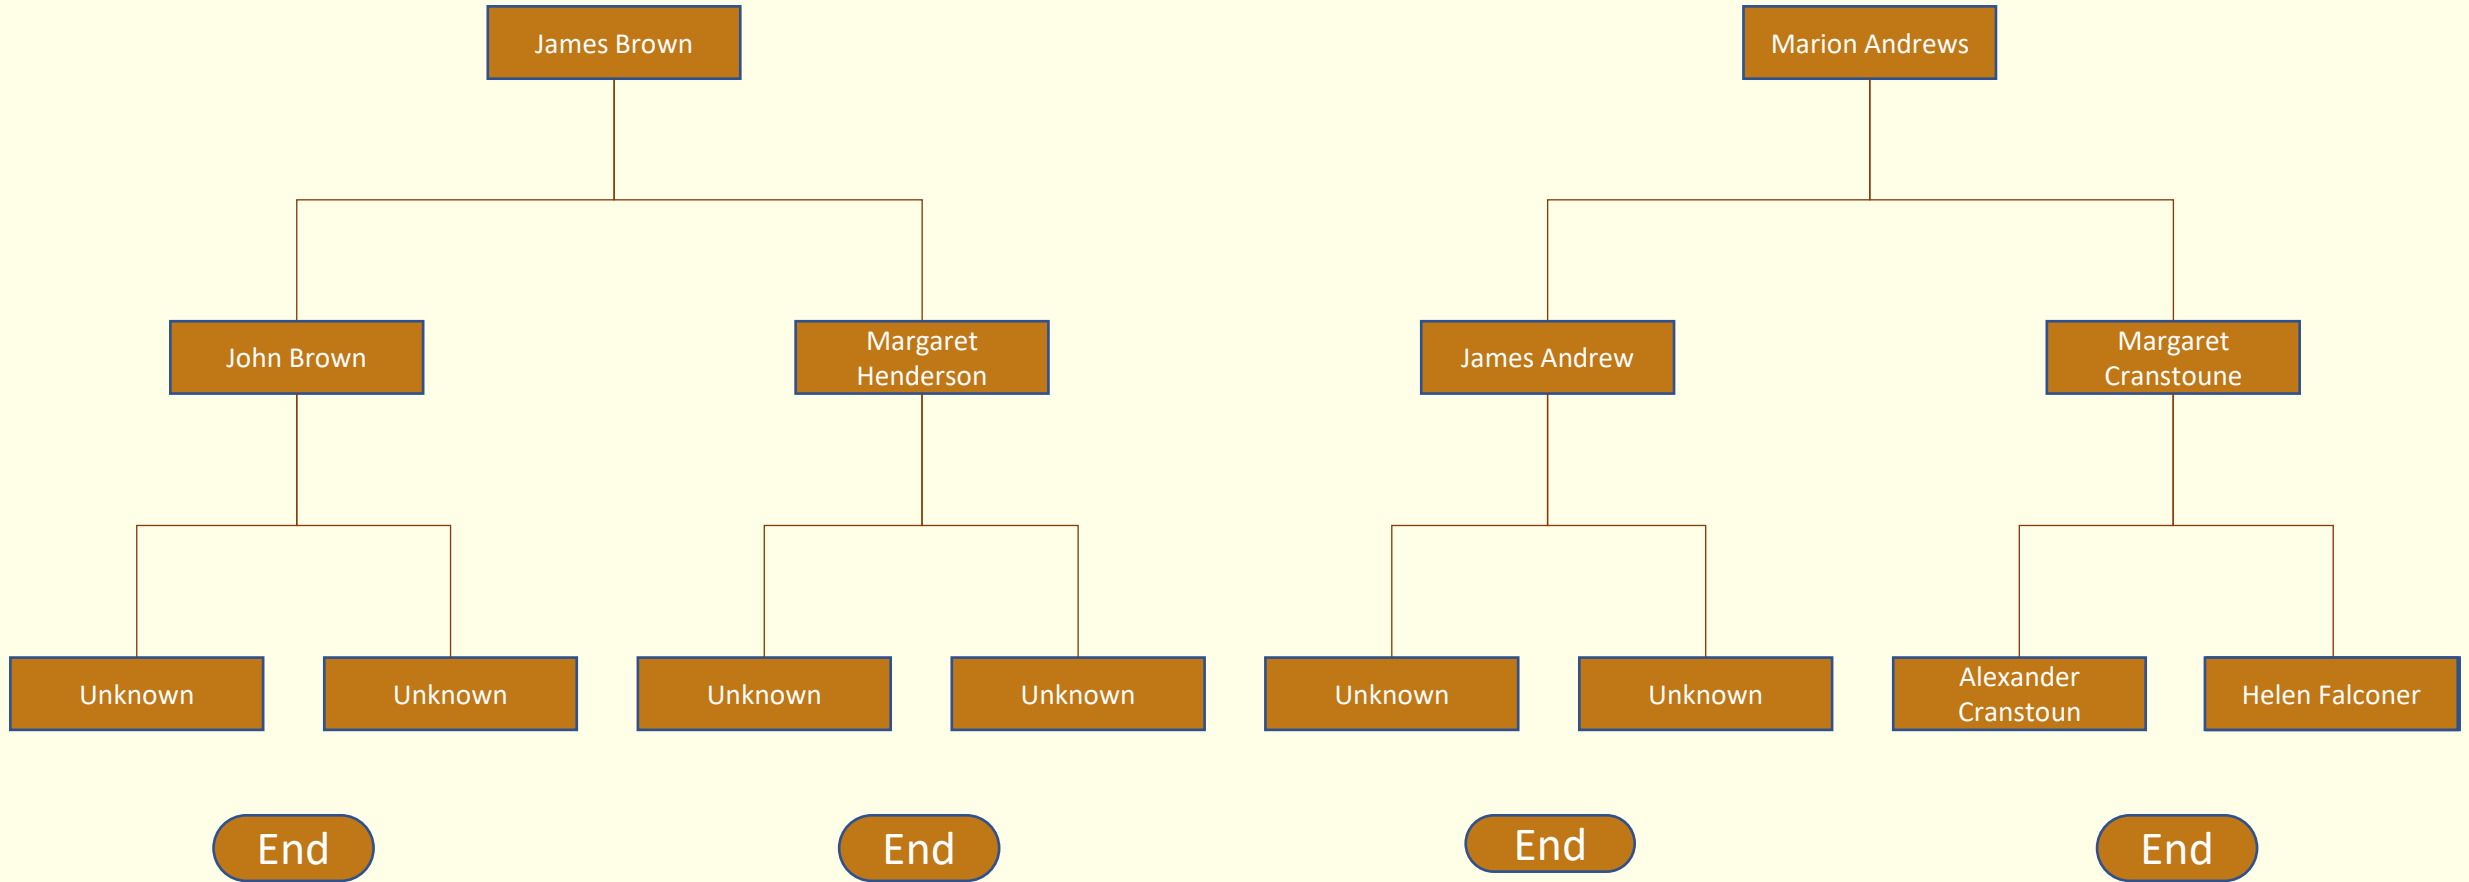 James Brown
Marion Andrews
John Brown
Margaret
Henderson
James Andrew
Margaret
Cranstoune
Unknown
Unknown
Unknown
Unknown
Unknown
Unknown
Alexander
Cranstoun
Helen Falconer
End
End
End
End